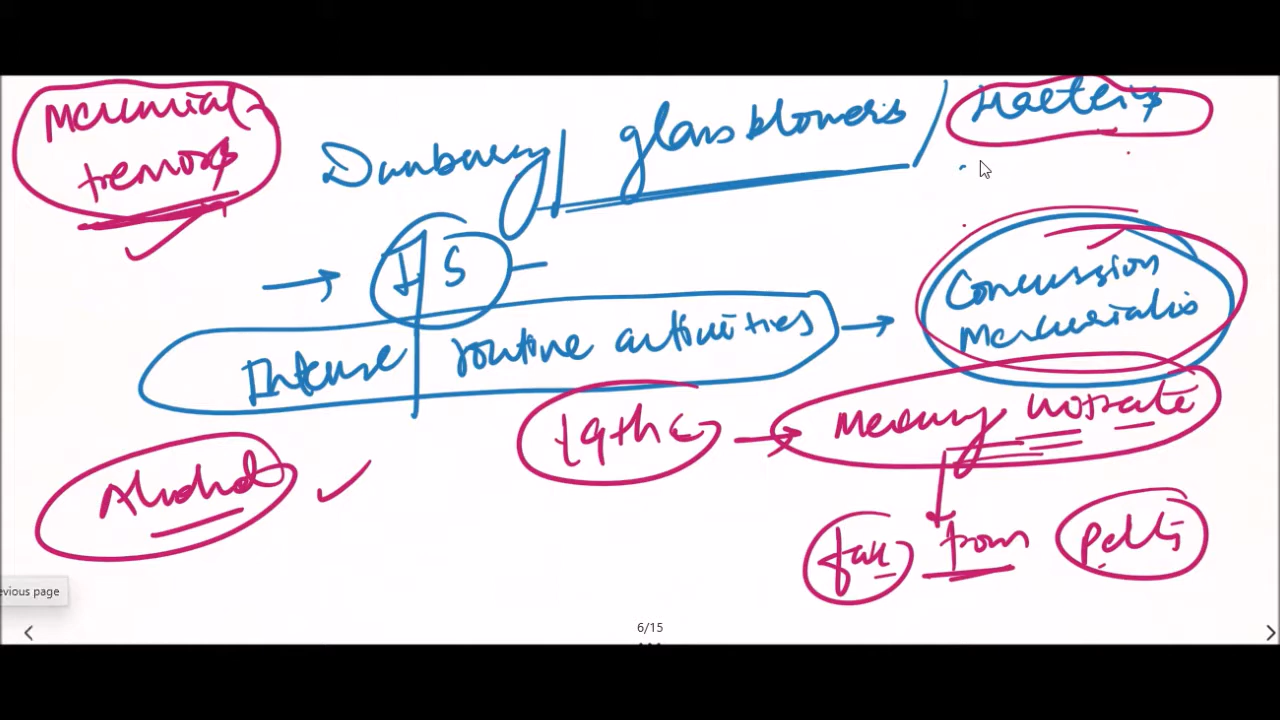 Mercurial
tremors
Danbury / glass blowers / Hatters
→ I/S -
Intense routine activities → Concussion
Mercurialis
19th C → Mercury nitrate
Alcohol ✓
fur from pelts
evious page
6/15